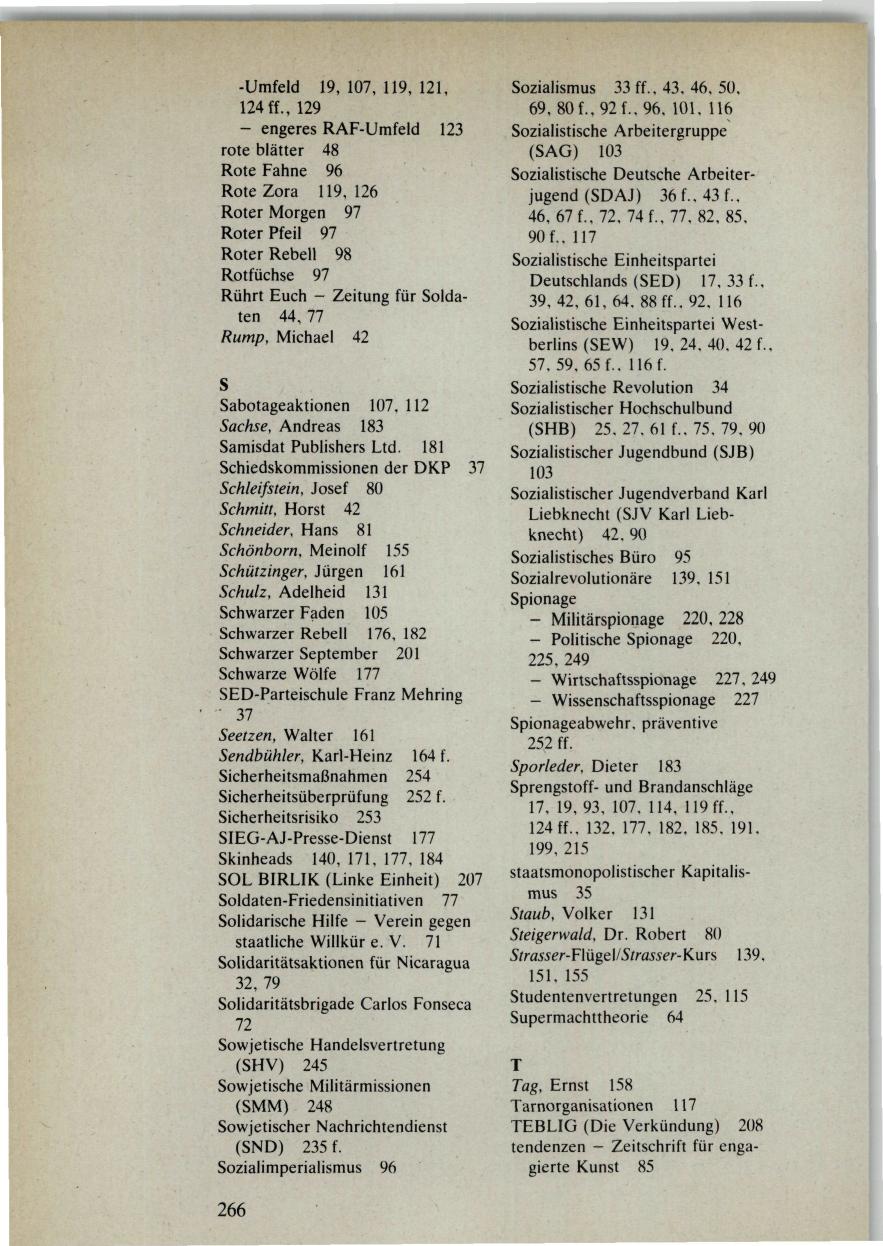 -Umfeld 19, 107, 119, 121,
124 ff., 129
– engeres RAF-Umfeld 123
rote blätter 48
Rote Fahne 96
Rote Zora 119, 126
Roter Morgen 97
Roter Pfeil 97
Roter Rebell 98
Rotfüchse 97
Rührt Euch – Zeitung für Solda-
ten 44, 77
Rump, Michael 42
S
Sabotageaktionen 107, 112
Sachse, Andreas 183
Samisdat Publishers Ltd. 181
Schiedskommissionen der DKP 37
Schleifstein, Josef 80
Schmitt, Horst 42
Schneider, Hans 81
Schönborn, Meinolf 155
Schützinger, Jürgen 161
Schulz, Adelheid 131
Schwarzer Faden 105
Schwarzer Rebell 176, 182
Schwarzer September 201
Schwarze Wölfe 177
SED-Parteischule Franz Mehring
37
Seetzen, Walter 161
Sendbühler, Karl-Heinz 164 f.
Sicherheitsmaßnahmen 254
Sicherheitsüberprüfung 252 f.
Sicherheitsrisiko 253
SIEG-AJ-Presse-Dienst 177
Skinheads 140, 171, 177, 184
SOL BIRLIK (Linke Einheit) 207
Soldaten-Friedensinitiativen 77
Solidarische Hilfe – Verein gegen
staatliche Willkür e. V. 71
Solidaritätsaktionen für Nicaragua
32, 79
Solidaritätsbrigade Carlos Fonseca
72
Sowjetische Handelsvertretung
(SHV) 245
Sowjetische Militärmissionen
(SMM) 248
Sowjetischer Nachrichtendienst
(SND) 235 f.
Sozialimperialismus 96
Sozialismus 33 ff., 43, 46, 50,
69, 80 f., 92 f., 96, 101, 116
Sozialistische Arbeitergruppe
(SAG) 103
Sozialistische Deutsche Arbeiter-
jugend (SDAJ) 36 f., 43 f.,
46, 67 f., 72, 74 f., 77, 82, 85,
90 f., 117
Sozialistische Einheitspartei
Deutschlands (SED) 17, 33 f.,
39, 42, 61, 64, 88 ff., 92, 116
Sozialistische Einheitspartei West-
berlins (SEW) 19, 24, 40, 42 f.,
57, 59, 65 f., 116 f.
Sozialistische Revolution 34
Sozialistischer Hochschulbund
(SHB) 25, 27, 61 f., 75, 79, 90
Sozialistischer Jugendbund (SJB)
103
Sozialistischer Jugendverband Karl
Liebknecht (SJV Karl Lieb-
knecht) 42, 90
Sozialistisches Büro 95
Sozialrevolutionäre 139, 151
Spionage
– Militärspionage 220, 228
– Politische Spionage 220,
225, 249
– Wirtschaftsspionage 227, 249
– Wissenschaftsspionage 227
Spionageabwehr, präventive
252 ff.
Sporleder, Dieter 183
Sprengstoff- und Brandanschläge
17, 19, 93, 107, 114, 119 ff.,
124 ff., 132, 177, 182, 185, 191,
199, 215
staatsmonopolistischer Kapitalis-
mus 35
Staub, Volker 131
Steigerwald, Dr. Robert 80
Strasser-Flügel/Strasser-Kurs 139,
151, 155
Studentenvertretungen 25, 115
Supermachttheorie 64
T
Tag, Ernst 158
Tarnorganisationen 117
TEBLIG (Die Verkündung) 208
tendenzen – Zeitschrift für enga-
gierte Kunst 85
266